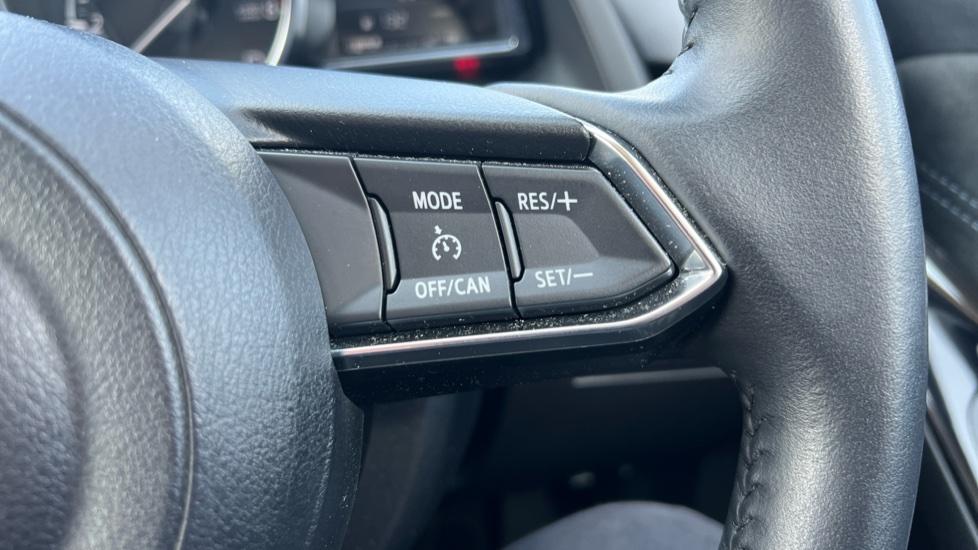 MODE
RES/+
OFF/CAN
SET/−